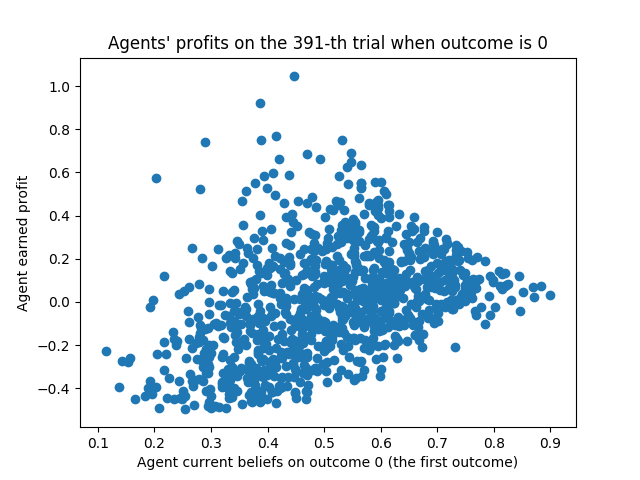 Agents' profits on the 391-th trial when outcome is 0
1.0
0.8
0.6
0.4
0.2
0.0
−0.2
−0.4
Agent earned profit
0.1 0.2 0.3 0.4 0.5 0.6 0.7 0.8 0.9
Agent current beliefs on outcome 0 (the first outcome)